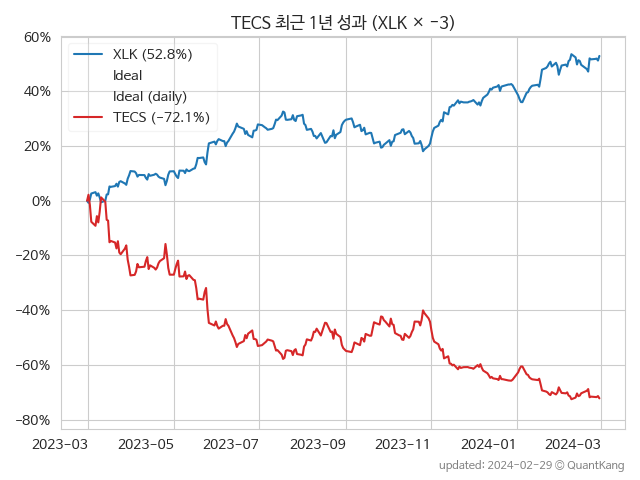 TECS 최근 1년 성과 (XLK × −3)
60%
40%
20%
0%
−20%
−40%
−60%
−80%
XLK (52.8%)
Ideal
Ideal (daily)
TECS (−72.1%)
2023−03
2023−05
2023−07
2023−09
2023−11
2024−01
2024−03
updated: 2024−02−29 ⓒ QuantKang